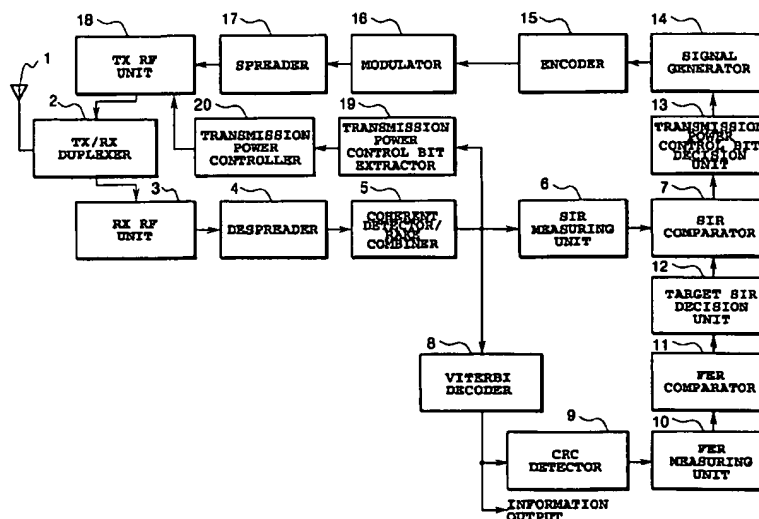 18
17
16
15
14
1
TX RF
UNIT
SPREADER
MODULATOR
ENCODER
SIGNAL
GENERATOR
2
20
19
13
TX/RX
DUPLEXER
TRANSMISSION
POWER
CONTROLLER
TRANSMISSION
POWER
CONTROL BIT
EXTRACTOR
TRANSMISSION
POWER
CONTROL BIT
DECISION
UNIT
3
4
5
6
7
RX RF
UNIT
DESPREADER
COHERENT
DETECTOR/
RAKE
COMBINER
SIR
MEASURING
UNIT
SIR
COMPARATOR
12
TARGET SIR
DECISION
UNIT
8
11
VITERBI
DECODER
FER
COMPARATOR
9
10
CRC
DETECTOR
FER
MEASURING
UNIT
INFORMATION
OUTPUT